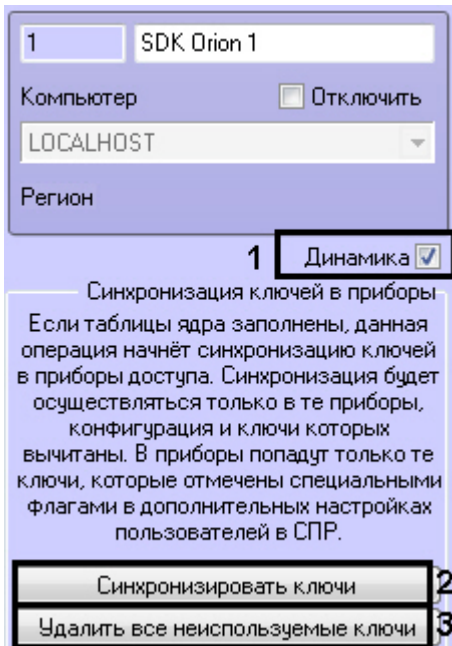 1 SDK Orion 1
Компьютер Отключить
LOCALHOST
Регион
1 Динамика
Синхронизация ключей в приборы
Если таблицы ядра заполнены, данная
операция начнёт синхронизацию ключей
в приборы доступа. Синхронизация будет
осуществляться только в те приборы,
конфигурация и ключи которых
вычитаны. В приборы попадут только те
ключи, которые отмечены специальными
флагами в дополнительных настройках
пользователей в СПР.
Синхронизировать ключи 2
Удалить все неиспользуемые ключи 3